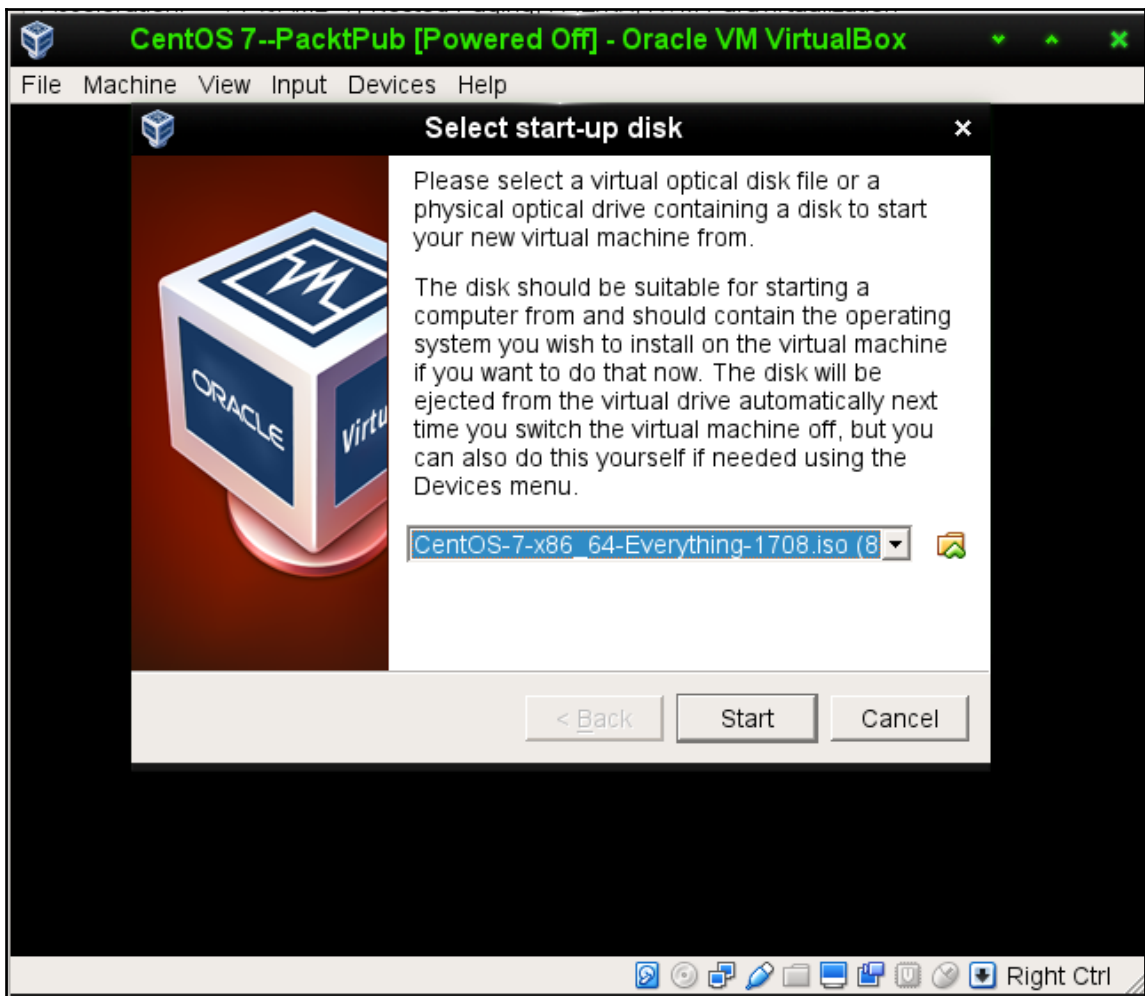 CentOS 7--PacktPub [Powered Off] - Oracle VM VirtualBox
File Machine View Input Devices Help
Select start-up disk
Please select a virtual optical disk file or a
physical optical drive containing a disk to start
your new virtual machine from.
The disk should be suitable for starting a
computer from and should contain the operating
system you wish to install on the virtual machine
if you want to do that now. The disk will be
ejected from the virtual drive automatically next
time you switch the virtual machine off, but you
can also do this yourself if needed using the
Devices menu.
ORACLE
Virtu
CentOS-7-x86_64-Everything-1708.iso (8
< Back
Start
Cancel
Right Ctrl